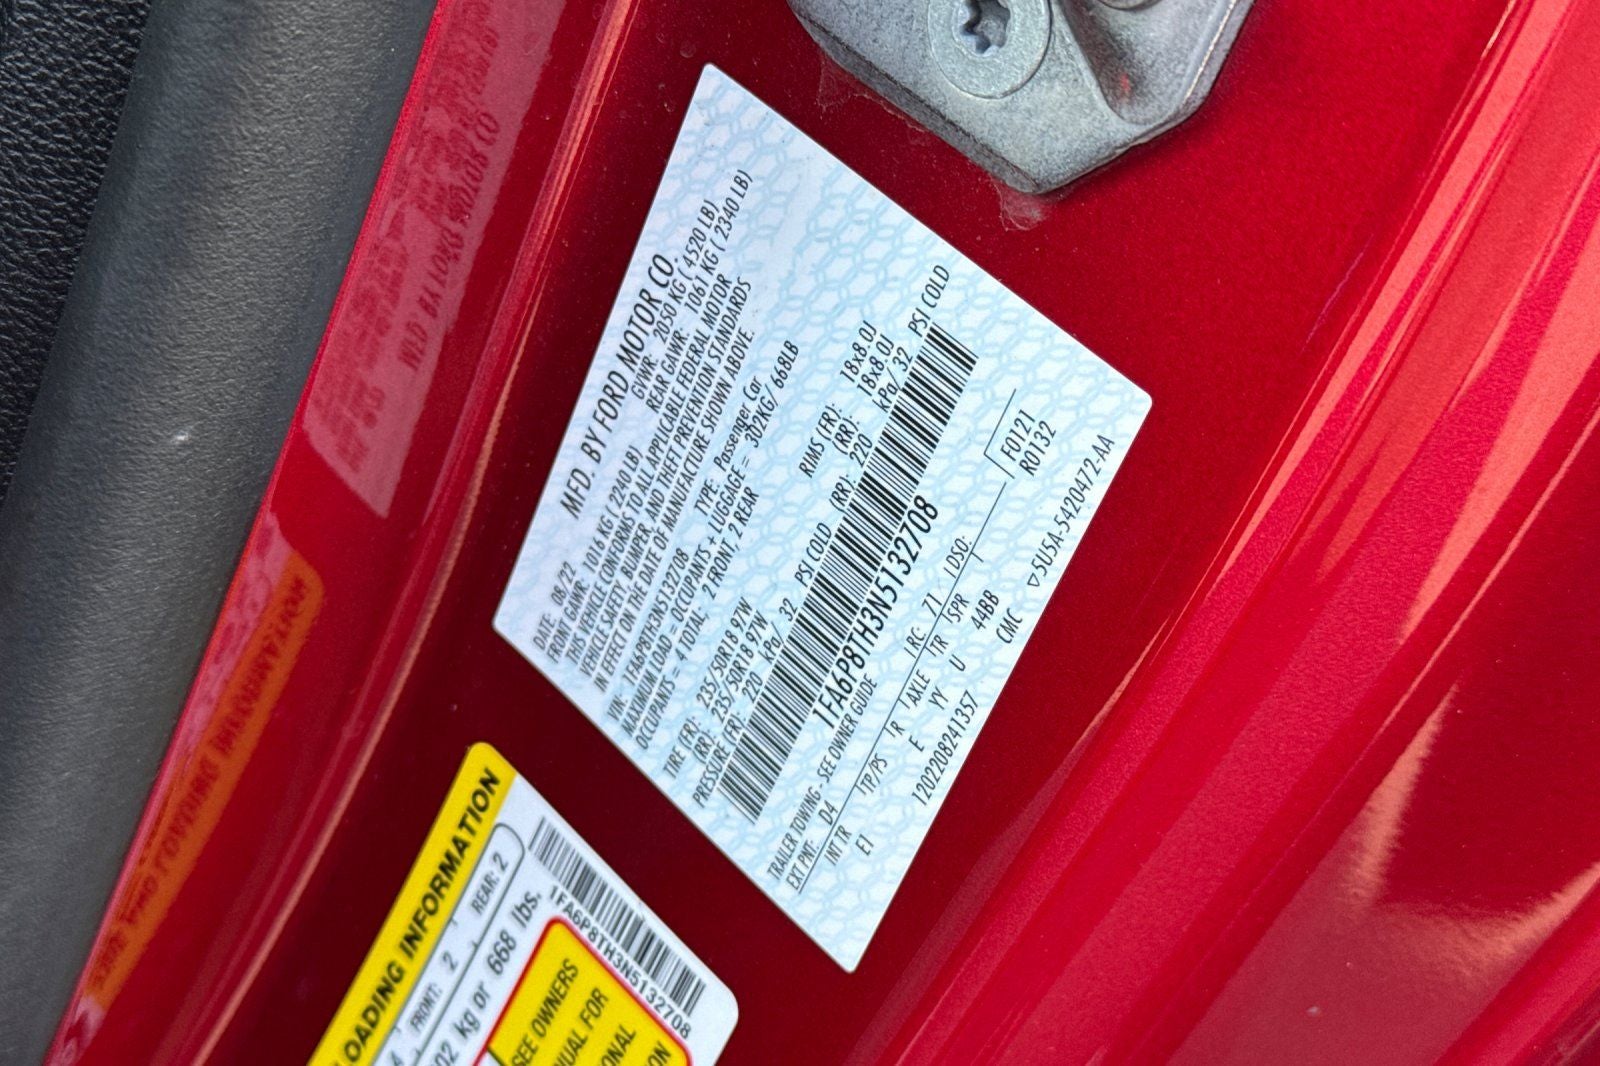 MFD. BY FORD MOTOR CO.
DATE: 08/22 GVWR: 2050 KG ( 4520 LB)
FRONT GAWR: 1016 KG ( 2240 LB REAR GAWR: 1061 KG ( 2340 LB)
THIS VEHICLE CONFORMS TO ALL APPLICABLE FEDERAL MOTOR
VEHICLE SAFETY, BUMPER, AND THEFT PREVENTION STANDARDS
IN EFFECT ON THE DATE OF MANUFACTURE SHOWN ABOVE.
VIN: 1FA6P8TH3N5132708 TYPE: Passenger Car
MAXIMUM LOAD = OCCUPANTS + LUGGAGE = 302KG/ 668LB
OCCUPANTS = 4 TOTAL: 2 FRONT, 2 REAR
TIRE (FR): 235/50R18 97W RIMS (FR): 18x8.0J
(RR): 235/50R18 97W (RR): 18x8.0J
PRESSURE (FR): 220 kPa/ 32 PSI COLD (RR): 220 kPa/ 32 PSI COLD
1FA6P8TH3N5132708
TRAILER TOWING - SEE OWNER GUIDE
EXT PNT: D4 RC: 71 DSO: F0121
R0132
INT TR TP/PS R AXLE TR SPR
E1 E YY U 44BB
120220824135​7 CMC ▽5U5A-5420472-AA
LOADING INFORMATION
4 FRONT: 2 REAR: 2
302 kg or 668 lbs.
1FA6P8TH3N5132708
SEE OWNERS
MANUAL FOR